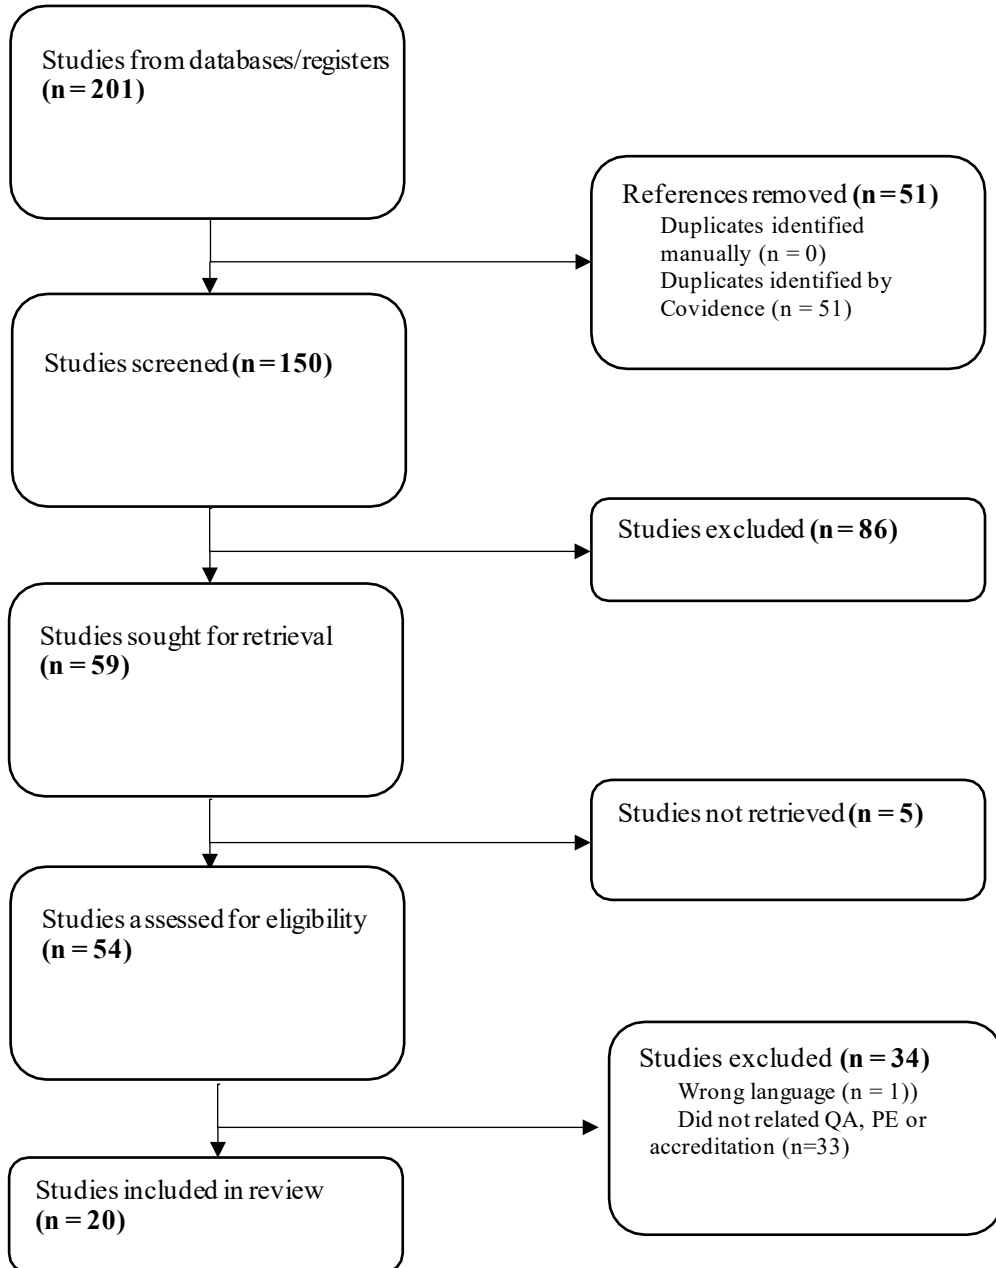 Studies from databases/registers
(n = 201)
References removed (n = 51)
Duplicates identified
manually (n = 0)
Duplicates identified by
Covidence (n = 51)
Studies screened (n = 150)
Studies excluded (n = 86)
Studies sought for retrieval
(n = 59)
Studies not retrieved (n = 5)
Studies assessed for eligibility
(n = 54)
Studies excluded (n = 34)
Wrong language (n = 1))
Did not related QA, PE or
accreditation (n=33)
Studies included in review
(n = 20)